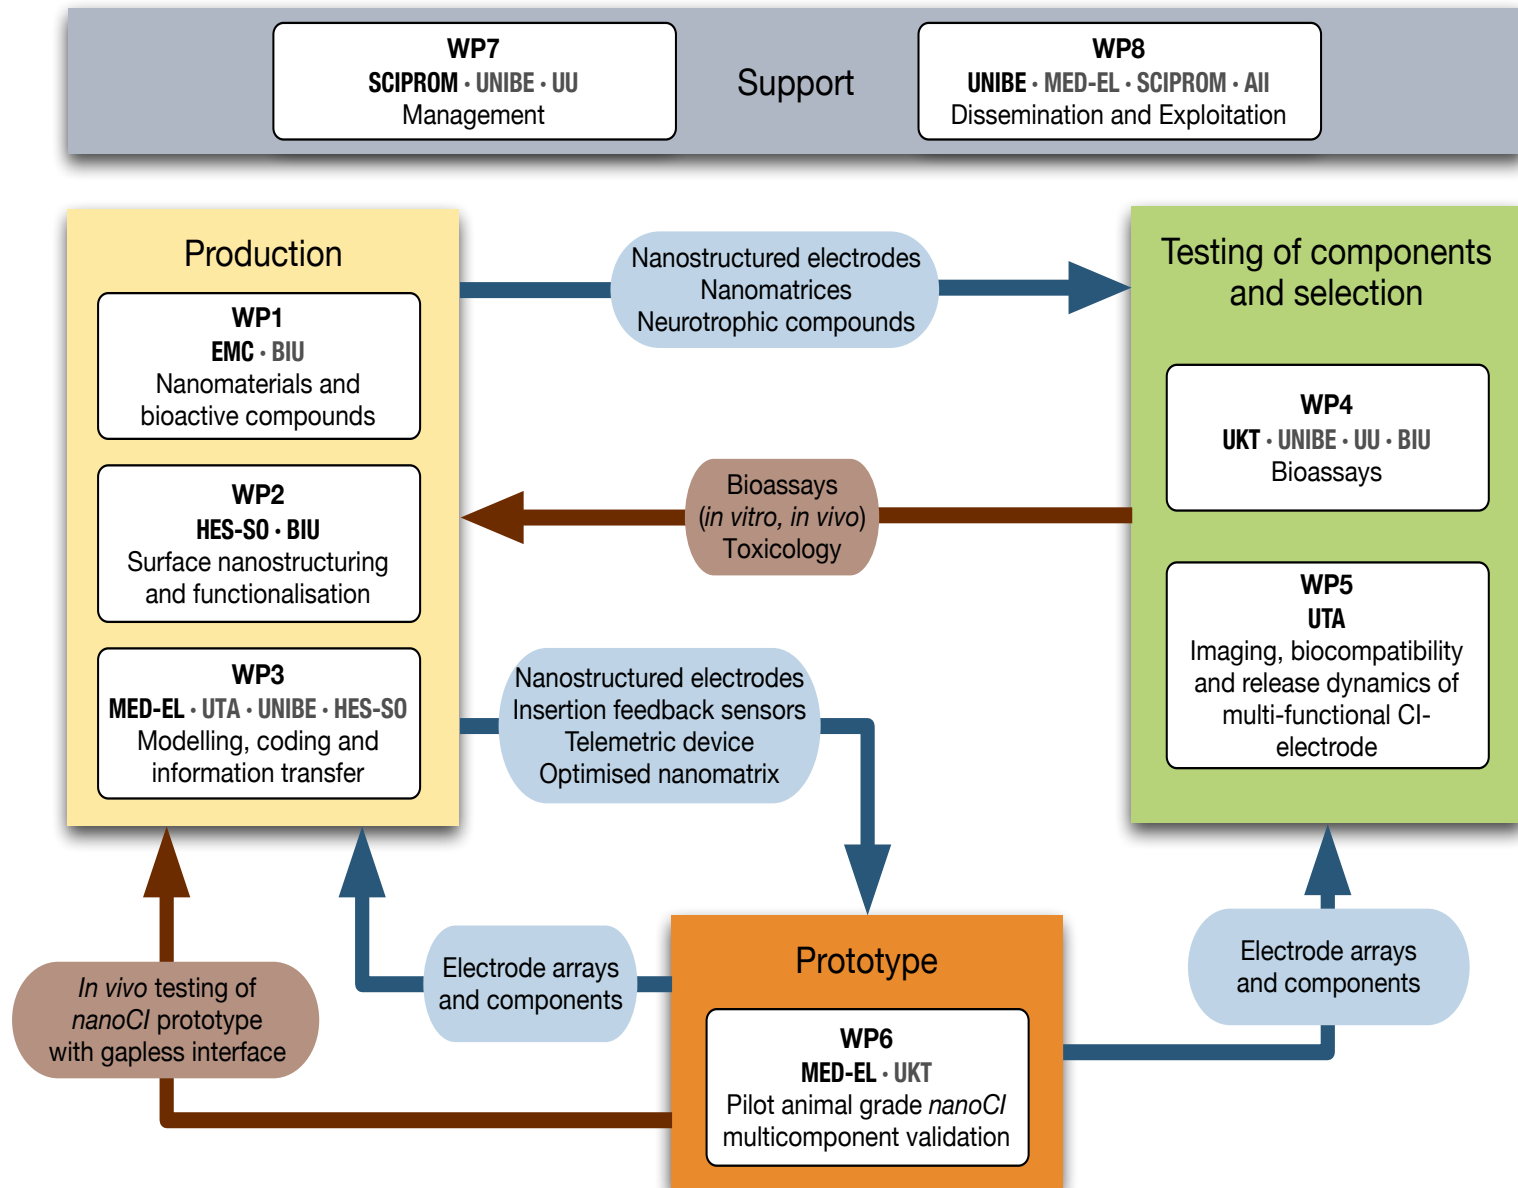 WP7
SCIPROM · UNIBE · UU
Management
Support
WP8
UNIBE · MED-EL · SCIPROM · All
Dissemination and Exploitation
Production
WP1
EMC · BIU
Nanomaterials and
bioactive compounds
WP2
HES-SO · BIU
Surface nanostructuring
and functionalisation
WP3
MED-EL · UTA · UNIBE · HES-SO
Modelling, coding and
information transfer
Nanostructured electrodes
Nanomatrices
Neurotrophic compounds
Bioassays
(in vitro, in vivo)
Toxicology
Nanostructured electrodes
Insertion feedback sensors
Telemetric device
Optimised nanomatrix
Testing of components
and selection
WP4
UKT · UNIBE · UU · BIU
Bioassays
WP5
UTA
Imaging, biocompatibility
and release dynamics of
multi-functional CI-
electrode
In vivo testing of
nanoCI prototype
with gapless interface
Electrode arrays
and components
Prototype
WP6
MED-EL · UKT
Pilot animal grade nanoCI
multicomponent validation
Electrode arrays
and components